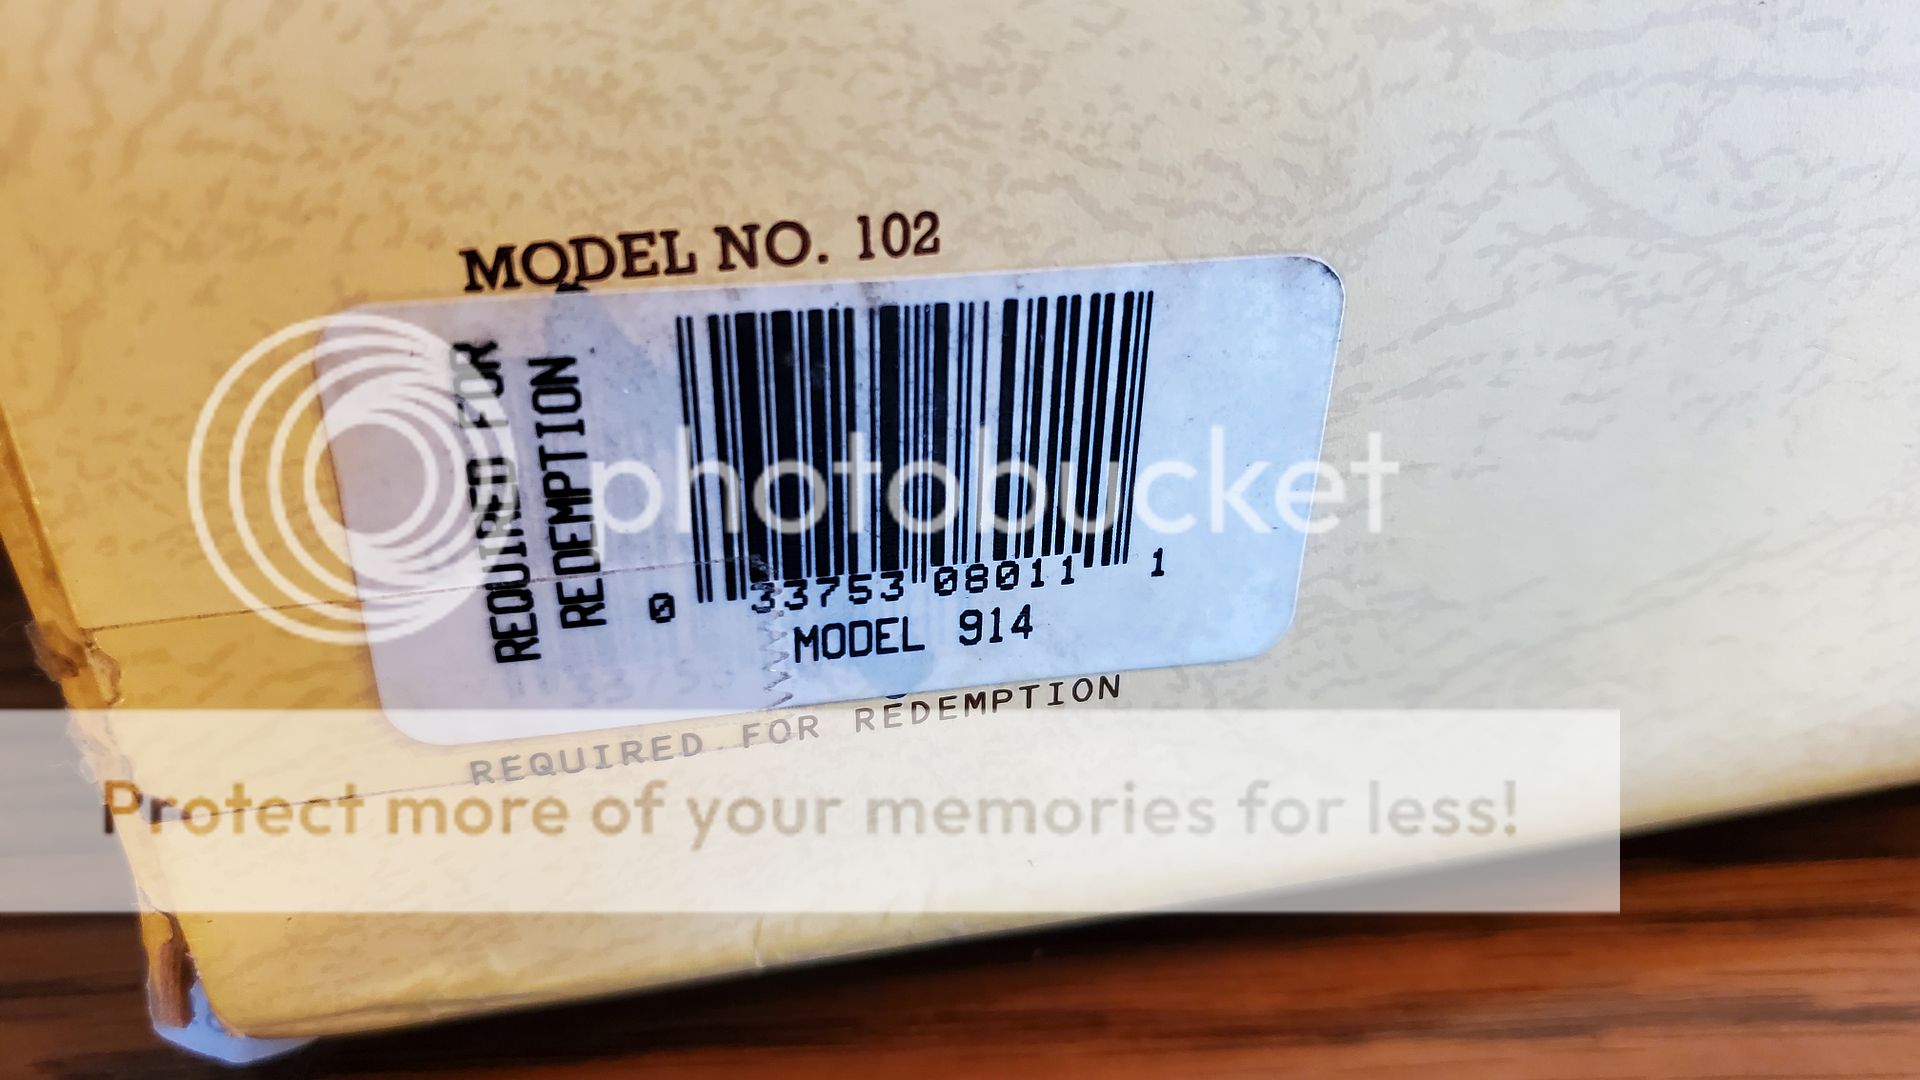 MODEL NO. 102
REQUIRED FOR
REDEMPTION
0 33753 08011 1
MODEL 914
REQUIRED FOR REDEMPTION
photobucket
Protect more of your memories for less!